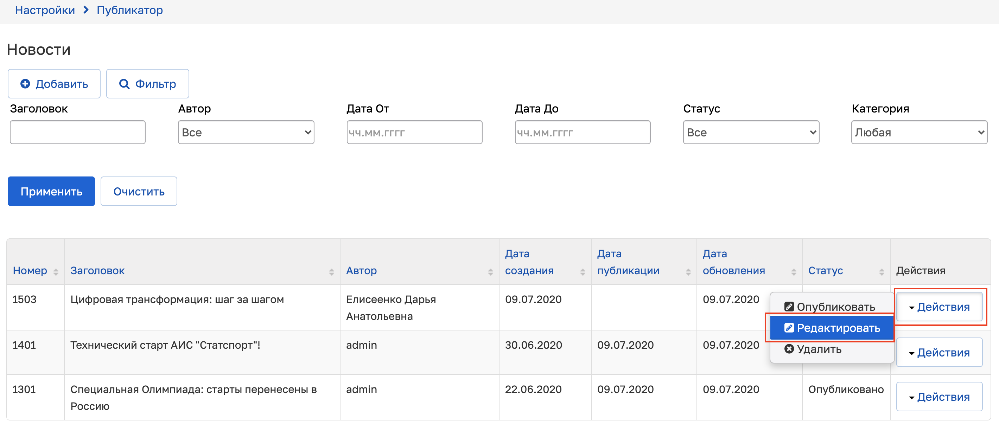 Настройки Публикатор
Новости
Добавить Фильтр
Заголовок Автор Дата От Дата До Статус Категория
Все чч.мм.гггг чч.мм.гггг Все Любая
Применить Очистить
Номер Заголовок Автор Дата создания Дата публикации Дата обновления Статус Действия
1503 Цифровая трансформация: шаг за шагом Елисеенко Дарья 09.07.2020 09.07.2020 Опубликовать Действия
Анатольевна
Редактировать
1401 Технический старт АИС "Статспорт"! admin 30.06.2020 09.07.2020 09.07.2020 Удалить Действия
1301 Специальная Олимпиада: старты перенесены в admin 22.06.2020 09.07.2020 09.07.2020 Опубликовано Действия
Россию